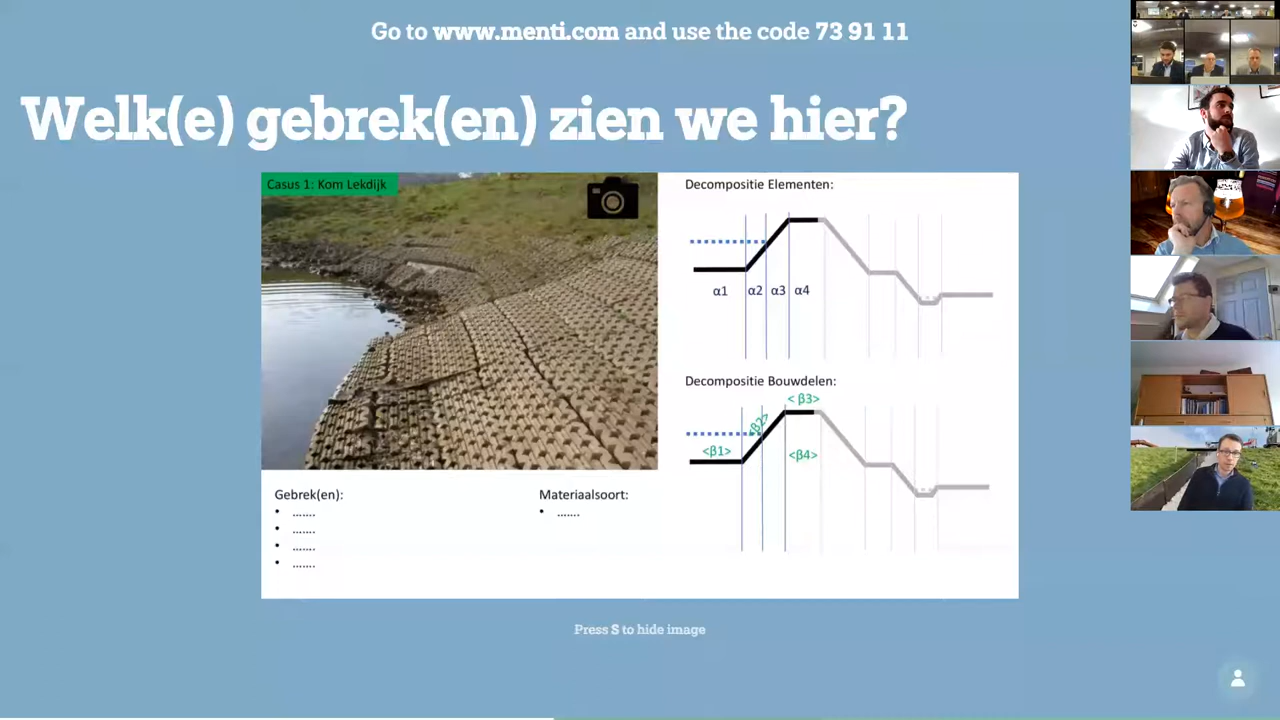 Go to www.menti.com and use the code 73 91 11
Welk(e) gebrek(en) zien we hier?
Casus 1: Kom Lekdijk
Gebrek(en):
• .......
• .......
• .......
• .......
Materiaalsoort:
• .......
Decompositie Elementen:
α1 α2 α3 α4
Decompositie Bouwdelen:
< β3>
<β2>
<β1>
<β4>
Press S to hide image